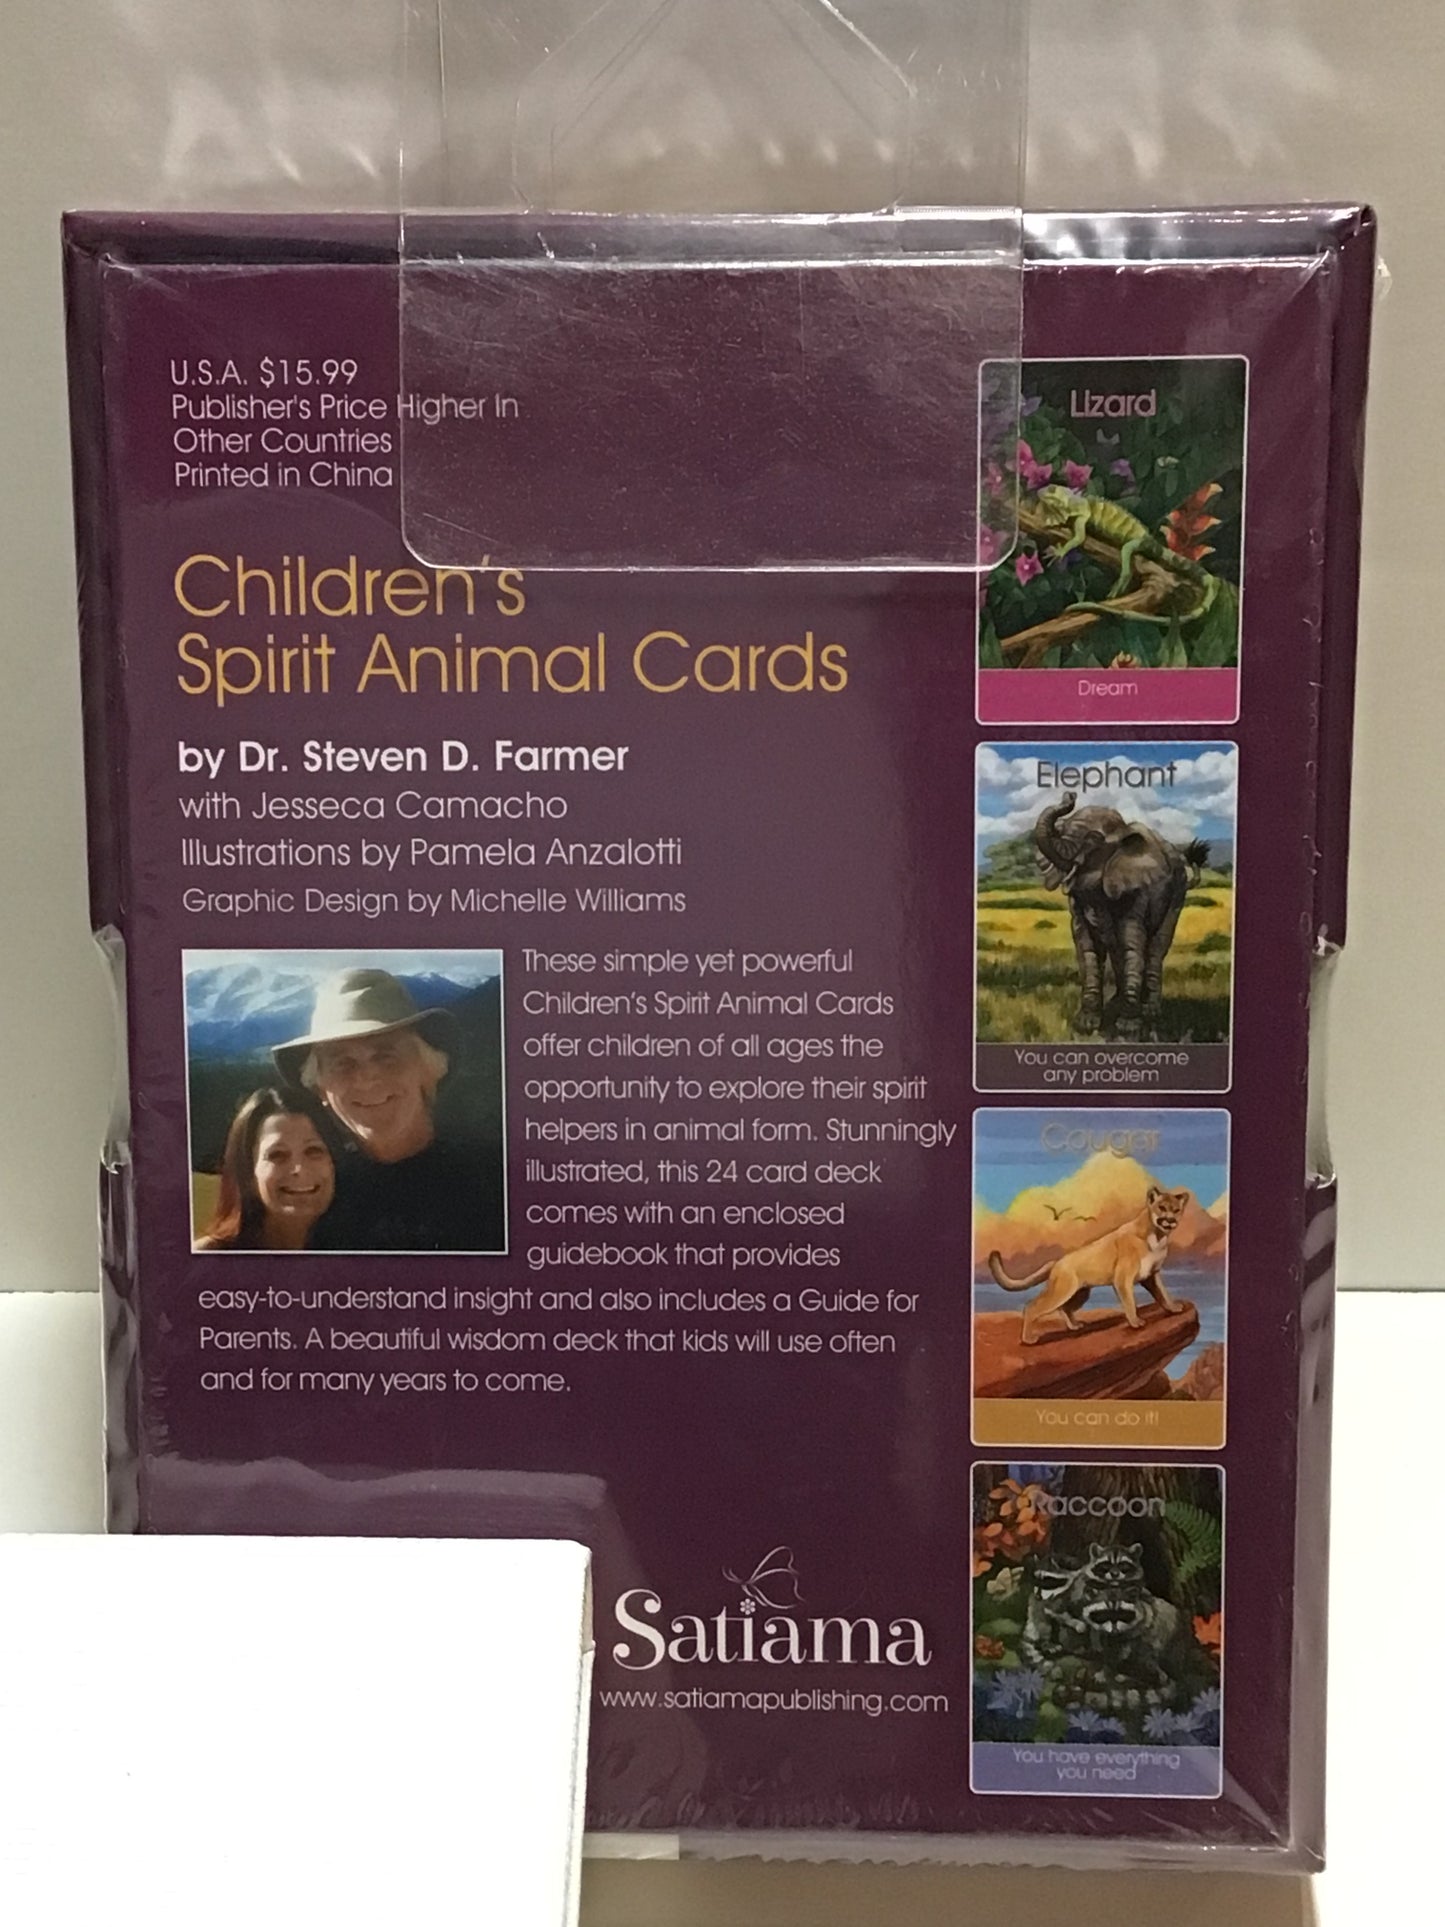 U.S.A. $15.99
Publisher's Price Higher In
Other Countries
Printed in China
Children's
Spirit Animal Cards
by Dr. Steven D. Farmer
with Jesseca Camacho
Illustrations by Pamela Anzalotti
Graphic Design by Michelle Williams
These simple yet powerful
Children's Spirit Animal Cards
offer children of all ages the
opportunity to explore their spirit
helpers in animal form. Stunningly
illustrated, this 24 card deck
comes with an enclosed
guidebook that provides
easy-to-understand insight and also includes a Guide for
Parents. A beautiful wisdom deck that kids will use often
and for many years to come.
Satiama
www.satiamapublishing.com
Lizard
Dream
Elephant
You can overcome
any problem
Cougar
You can do it!
Raccoon
You have everything
you need